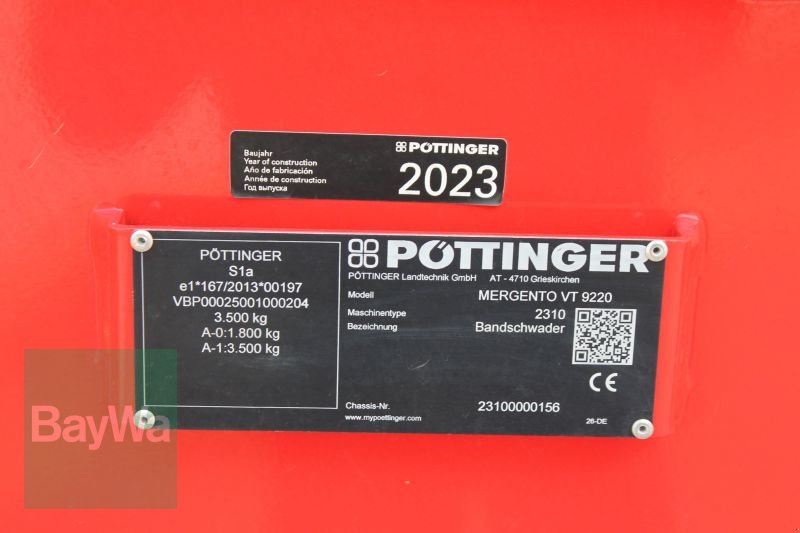 Baujahr
Year of construction
Año de fabricación
Année de construction
Год выпуска
PÖTTINGER
2023
PÖTTINGER
S1a
e1*167/2013*00197
VBP00025001000204
3.500 kg
A-0:1.800 kg
A-1:3.500 kg
PÖTTINGER
PÖTTINGER Landtechnik GmbH AT - 4710 Grieskirchen
Modell MERGENTO VT 9220
Maschinentype 2310
Bezeichnung Bandschwader
CE
Chassis-Nr. 23100000156
www.mypoettinger.com 26-DE
BayWa